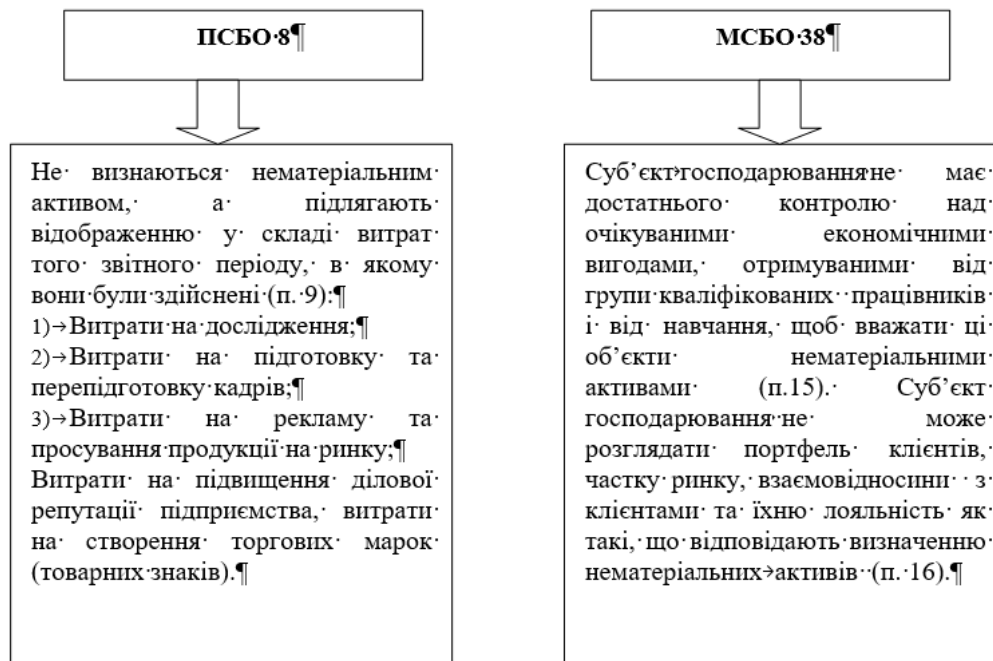 ПСБО·8¶
Не· визнаються· нематеріальним·
активом,· а· підлягають·
відображенню· у· складі· витрат·
того· звітного· періоду,· в· якому·
вони·були·здійснені·(п.·9):¶
1)→Витрати·на·дослідження;¶
2)→Витрати· на· підготовку· та·
перепідготовку·кадрів;¶
3)→Витрати· на· рекламу· та·
просування·продукції·на·ринку;¶
Витрати· на· підвищення· ділової·
репутації· підприємства,· витрати·
на· створення· торгових· марок·
(товарних·знаків).¶
МСБО·38¶
Суб’єкт→господарювання·не· має·
достатнього· контролю· над·
очікуваними· економічними·
вигодами,· отримуваними· від·
групи·кваліфікованих··працівників·
і· від· навчання,· щоб· вважати· ці·
об’єкти· нематеріальними·
активами· (п.15).· Суб’єкт·
господарювання··не· може·
розглядати· портфель· клієнтів,·
частку· ринку,· взаємовідносини· ·з·
клієнтами· та· їхню· лояльність· як·
такі,·що·відповідають·визначенню·
нематеріальних→активів··(п.·16).¶